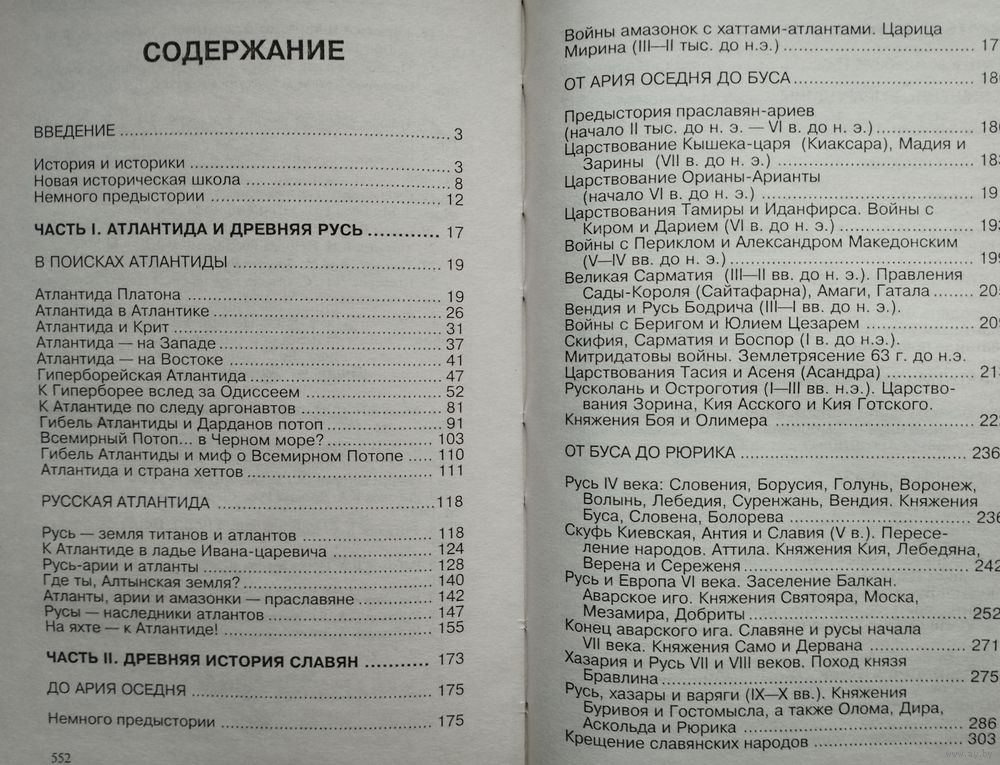 СОДЕРЖАНИЕ
ВВЕДЕНИЕ ........ 3
История и историки ........ 3
Новая историческая школа ........ 8
Немного предыстории ........ 12
ЧАСТЬ I. АТЛАНТИДА И ДРЕВНЯЯ РУСЬ ........ 17
В ПОИСКАХ АТЛАНТИДЫ ........ 19
Атлантида Платона ........ 19
Атлантида в Атлантике ........ 26
Атлантида и Крит ........ 31
Атлантида — на Западе ........ 37
Атлантида — на Востоке ........ 41
Гиперборейская Атлантида ........ 47
К Гиперборее вслед за Одиссеем ........ 52
К Атлантиде по следу аргонавтов ........ 81
Гибель Атлантиды и Дарданов потоп ........ 91
Всемирный Потоп... в Черном море? ........ 103
Гибель Атлантиды и миф о Всемирном Потопе ..... 110
Атлантида и страна хеттов ........ 111
РУССКАЯ АТЛАНТИДА ........ 118
Русь — земля титанов и атлантов ........ 118
К Атлантиде в ладье Ивана-царевича ........ 124
Русь-арии и атланты ........ 128
Где ты, Алтынская земля? ........ 140
Атланты, арии и амазонки — праславяне ........ 142
Русы — наследники атлантов ........ 147
На яхте — к Атлантиде! ........ 155
ЧАСТЬ II. ДРЕВНЯЯ ИСТОРИЯ СЛАВЯН ........ 173
ДО АРИЯ ОСЕДНЯ ........ 175
Немного предыстории ........ 175
552
Войны амазонок с хаттами-атлантами. Царица
Мирина (III—II тыс. до н.э.) ........ 17
ОТ АРИЯ ОСЕДНЯ ДО БУСА ........ 18
Предыстория праславян-ариев
(начало II тыс. до н. э. — VI в. до н. э.) ........ 18
Царствование Кышека-царя (Киаксара), Мадия и
Зарины (VII в. до н. э.) ........ 18
Царствование Орианы-Арианты
(начало VI в. до н. э.) ........ 19
Царствования Тамиры и Иданфирса. Войны с
Киром и Дарием (VI в. до н. э.) ........ 19
Войны с Периклом и Александром Македонским
(V—IV вв. до н. э.) ........ 19
Великая Сарматия (III—II вв. до н. э.). Правления
Сады-Короля (Сайтафарна), Амаги, Гатала ....... 20
Вендия и Русь Бодрича (III—I вв. до н. э.).
Войны с Беригом и Юлием Цезарем ........ 20
Скифия, Сарматия и Боспор (I в. до н. э.).
Митридатовы войны. Землетрясение 63 г. до н.э.
Царствования Тасия и Асеня (Асандра) ........ 21
Русколань и Остроготия (I—III вв. н.э.). Царство-
вания Зорина, Кия Асского и Кия Готского.
Княжения Боя и Олимера ........ 22
ОТ БУСА ДО РЮРИКА ........ 236
Русь IV века: Словения, Борусия, Голунь, Воронеж,
Волынь, Лебедия, Суренжань, Вендия. Княжения
Буса, Словена, Болорева ........ 236
Скуфь Киевская, Антия и Славия (V в.). Пересе-
ление народов. Аттила. Княжения Кия, Лебедяна,
Верена и Сереженя ........ 242
Русь и Европа VI века. Заселение Балкан.
Аварское иго. Княжения Святояра, Моска,
Мезамира, Добриты ........ 252
Конец аварского ига. Славяне и русы начала
VII века. Княжения Само и Дервана ........ 271
Хазария и Русь VII и VIII веков. Поход князя
Бравлина ........ 275
Русь, хазары и варяги (IX—X вв.). Княжения
Буривоя и Гостомысла, а также Олома, Дира,
Аскольда и Рюрика ........ 286
Крещение славянских народов ........ 303
www.ay.by